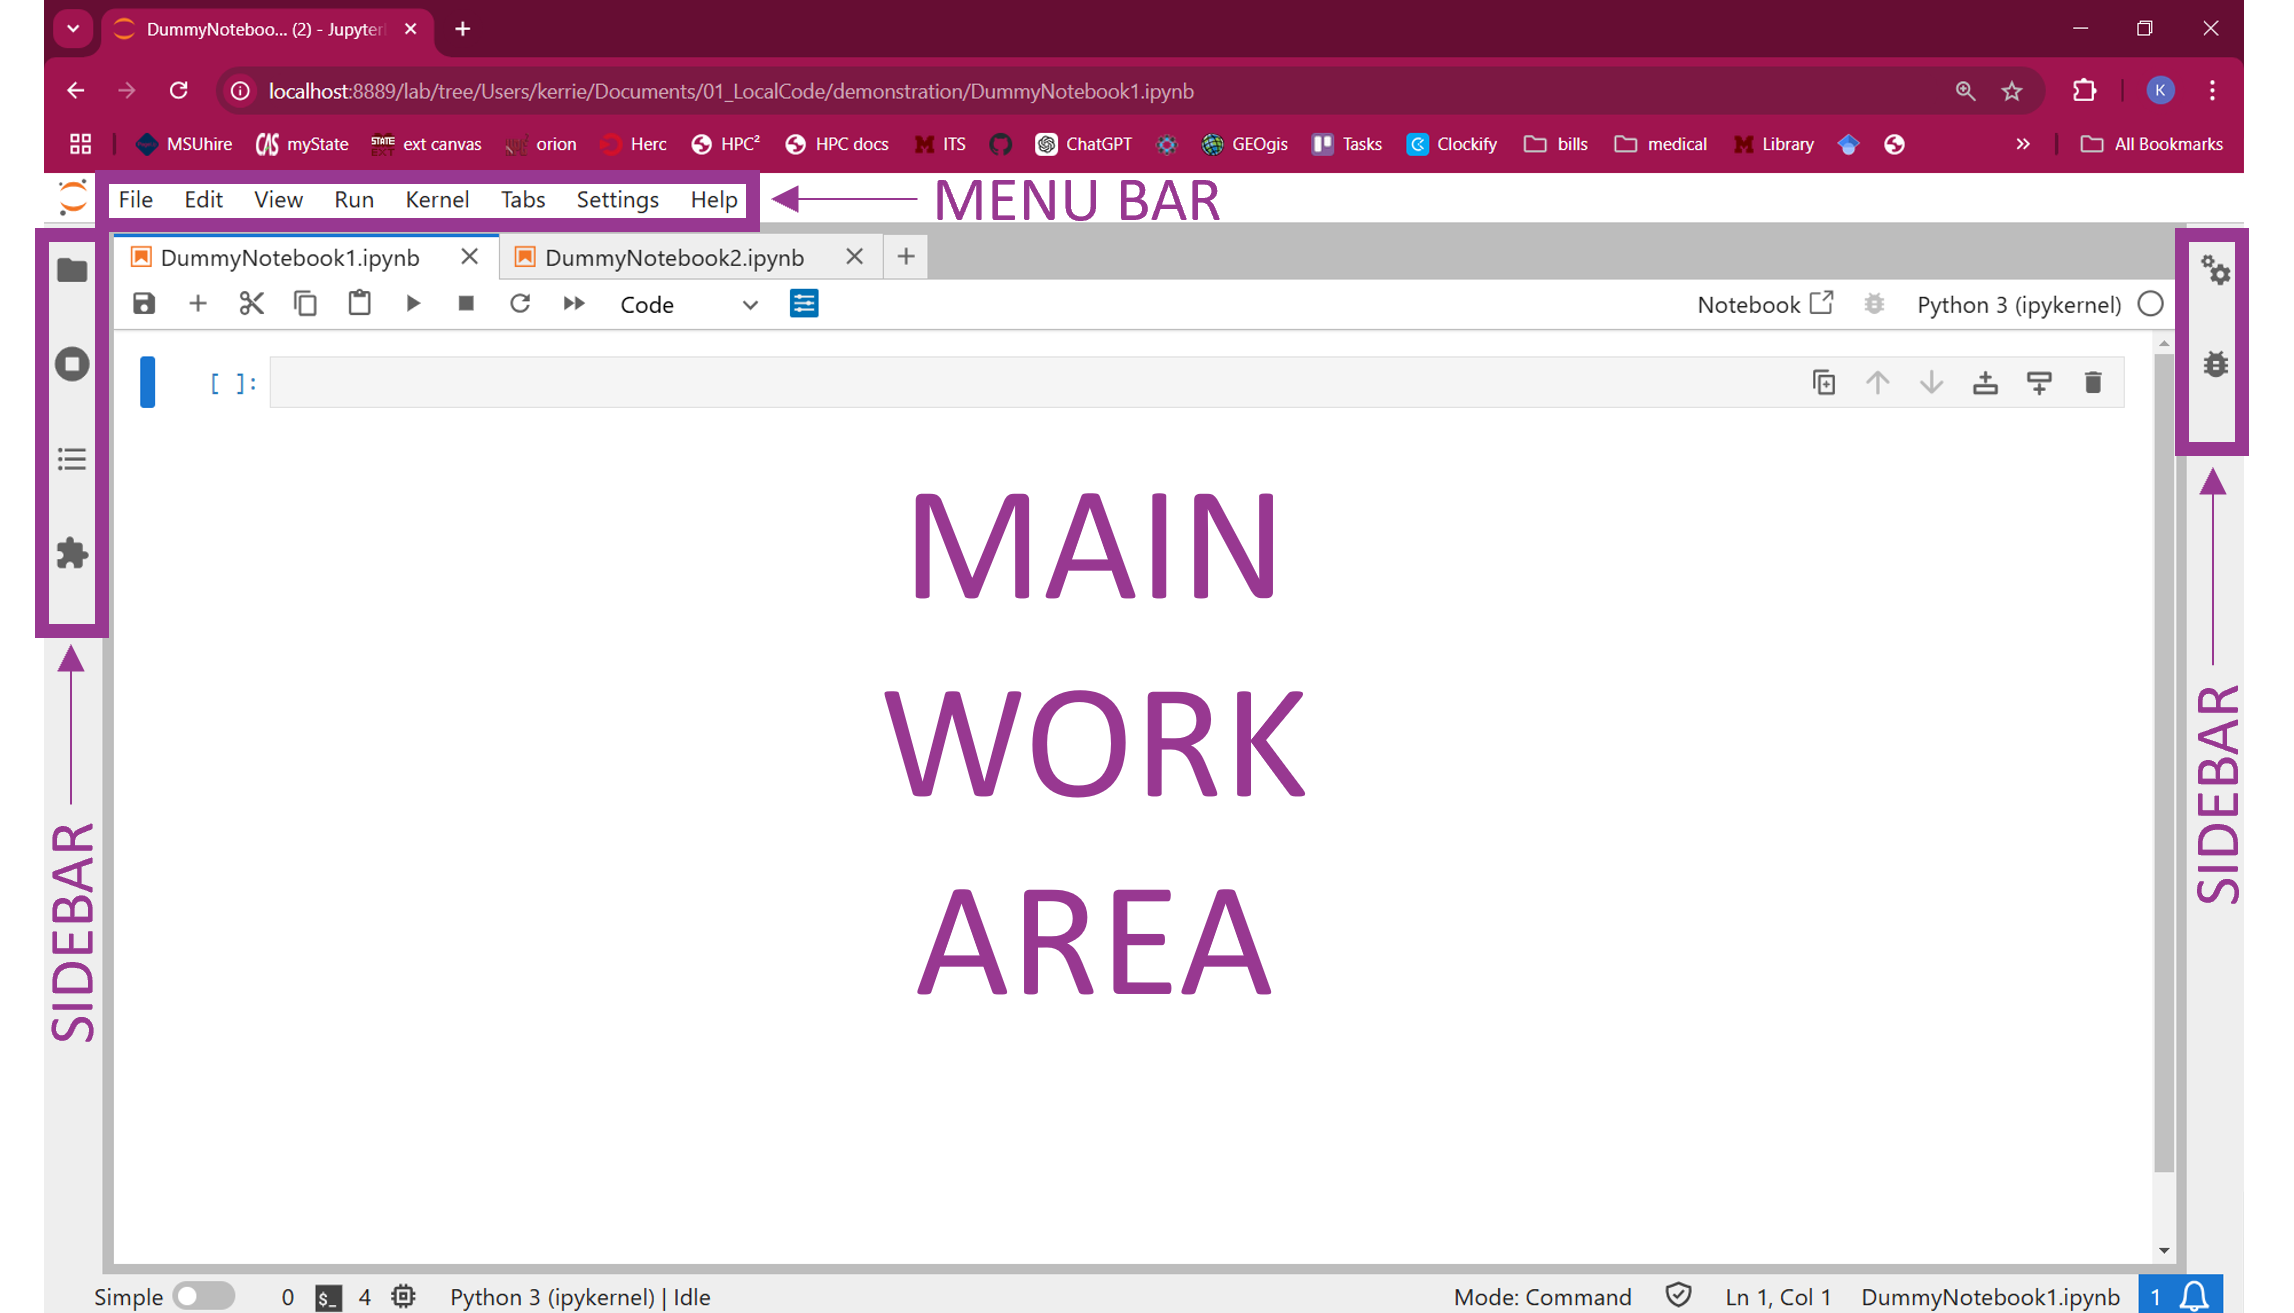 DummyNoteboo... (2) - Jupyter
localhost:8889/lab/tree/Users/kerrie/Documents/01_LocalCode/demonstration/DummyNotebook1.ipynb
K
MSUhire CAS myState STATE EXT ext canvas orion Herc HPC² HPC docs M ITS ChatGPT GEOgis Tasks Clockify bills medical M Library » All Bookmarks
File Edit View Run Kernel Tabs Settings Help
MENU BAR
DummyNotebook1.ipynb DummyNotebook2.ipynb
Code Notebook Python 3 (ipykernel)
[ ]:
MAIN
WORK
AREA
SIDEBAR
SIDEBAR
Simple 0 $_ 4 Python 3 (ipykernel) | Idle Mode: Command Ln 1, Col 1 DummyNotebook1.ipynb 1